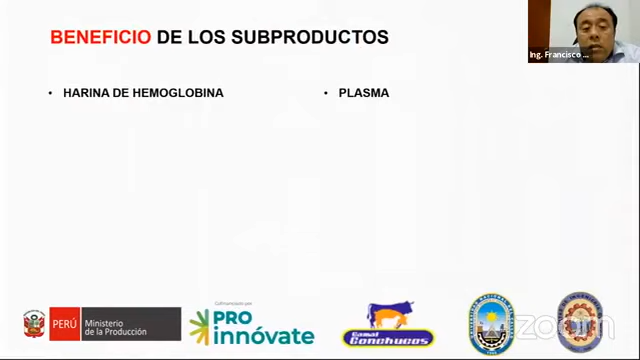 BENEFICIO DE LOS SUBPRODUCTOS
Ing. Francisco ...
• HARINA DE HEMOGLOBINA
• PLASMA
Cofinanciado por:
PERÚ
Ministerio
de la Producción
PRO
innóvate
Camal
Conchucos
zoom